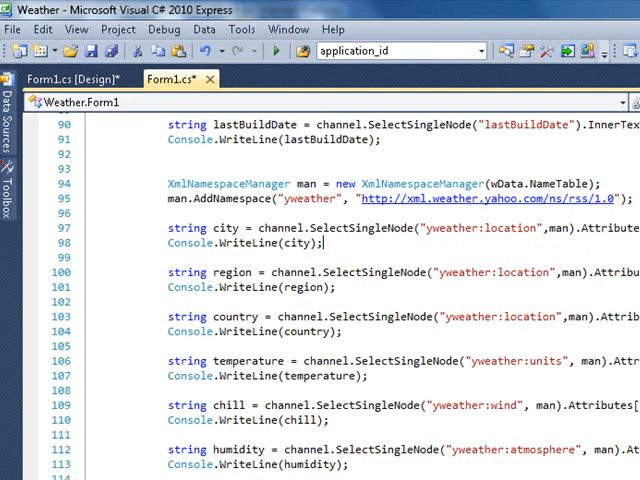 Weather - Microsoft Visual C# 2010 Express
File Edit View Project Debug Data Tools Window Help
application_id
Form1.cs [Design]* Form1.cs*
Weather.Form1
Data Sources
Toolbox
90 string lastBuildDate = channel.SelectSingleNode("lastBuildDate").InnerTex
91 Console.WriteLine(lastBuildDate);
92
93
94 XmlNamespaceManager man = new XmlNamespaceManager(wData.NameTable);
95 man.AddNamespace("yweather", "http://xml.weather.yahoo.com/ns/rss/1.0");
96
97 string city = channel.SelectSingleNode("yweather:location",man).Attribute
98 Console.WriteLine(city);
99
100 string region = channel.SelectSingleNode("yweather:location",man).Attribu
101 Console.WriteLine(region);
102
103 string country = channel.SelectSingleNode("yweather:location",man).Attrib
104 Console.WriteLine(country);
105
106 string temperature = channel.SelectSingleNode("yweather:units", man).Attr
107 Console.WriteLine(temperature);
108
109 string chill = channel.SelectSingleNode("yweather:wind", man).Attributes[
110 Console.WriteLine(chill);
111
112 string humidity = channel.SelectSingleNode("yweather:atmosphere", man).At
113 Console.WriteLine(humidity);
114